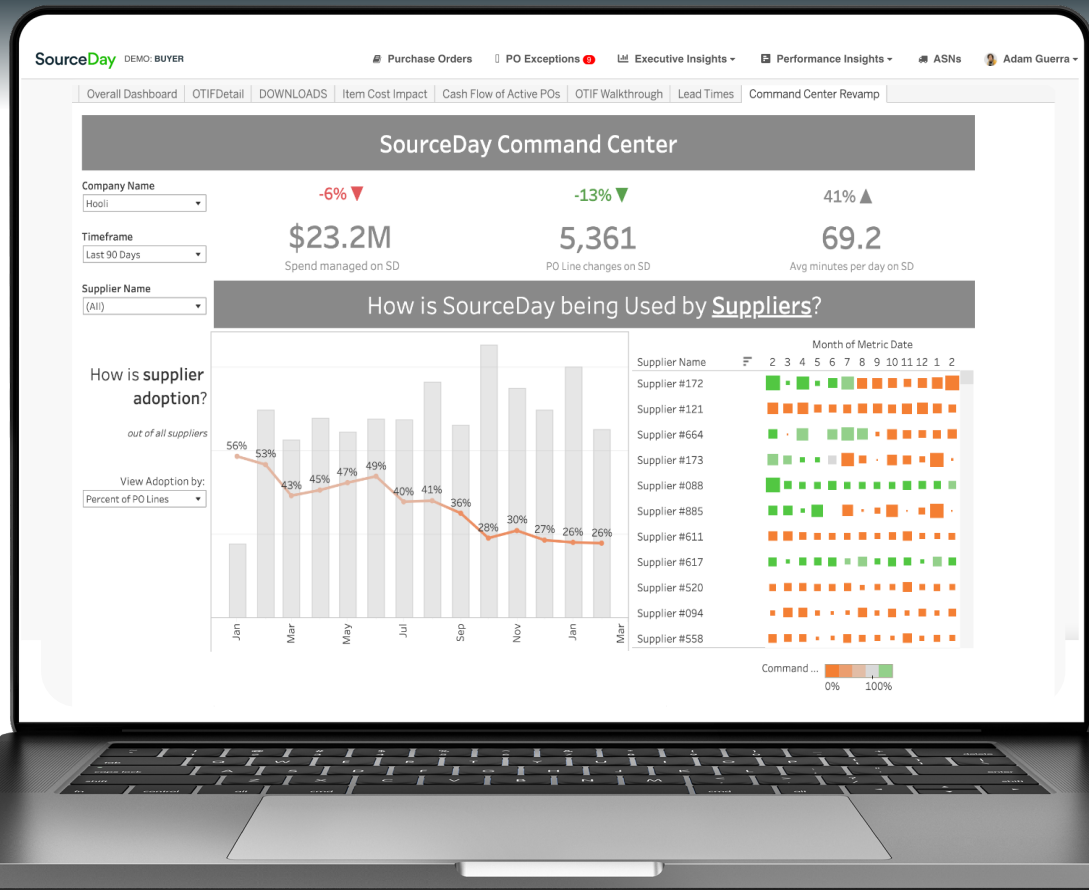 SourceDay DEMO: BUYER Purchase Orders PO Exceptions 9 Executive Insights Performance Insights ASNs Adam Guerra
Overall Dashboard OTIFDetail DOWNLOADS Item Cost Impact Cash Flow of Active POs OTIF Walkthrough Lead Times Command Center Revamp
SourceDay Command Center
Company Name
Hooli
Timeframe
Last 90 Days
Supplier Name
(All)
-6% ▼
$23.2M
Spend managed on SD
-13% ▼
5,361
PO Line changes on SD
41% ▲
69.2
Avg minutes per day on SD
How is SourceDay being Used by Suppliers?
How is supplier
adoption?
out of all suppliers
View Adoption by:
Percent of PO Lines
56% 53% 43% 45% 47% 49% 40% 41% 36% 28% 30% 27% 26% 26%
Jan Mar May Jul Sep Nov Jan Mar
Month of Metric Date
Supplier Name 2 3 4 5 6 7 8 9 10 11 12 1 2
Supplier #172
Supplier #121
Supplier #664
Supplier #173
Supplier #088
Supplier #885
Supplier #611
Supplier #617
Supplier #520
Supplier #094
Supplier #558
Command ...
0% 100%